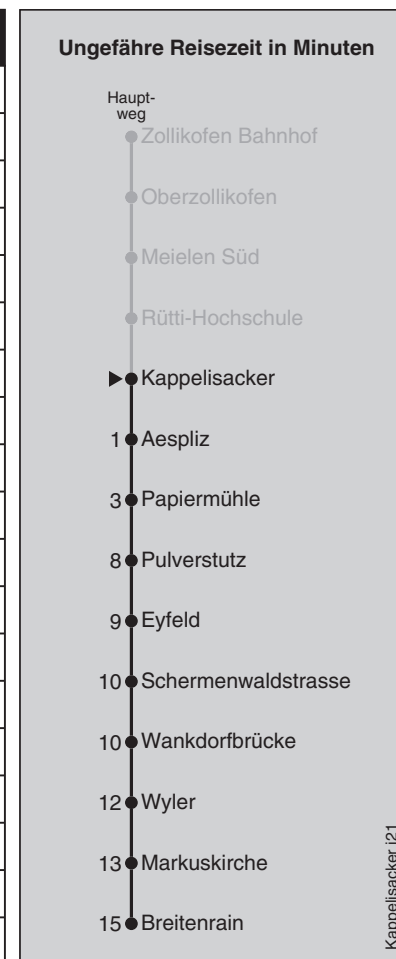 Ungefähre Reisezeit in Minuten
Haupt-
weg
Zollikofen Bahnhof
Oberzollikofen
Meielen Süd
Rütti-Hochschule
Kappelisacker
1 Aespliz
3 Papiermühle
8 Pulverstutz
9 Eyfeld
10 Schermenwaldstrasse
10 Wankdorfbrücke
12 Wyler
13 Markuskirche
15 Breitenrain
Kappelisacker i21